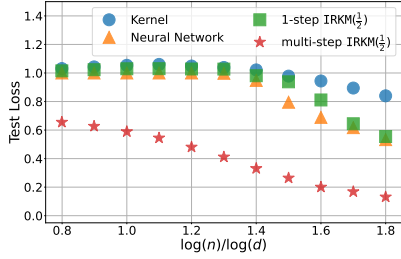 1.4
1.2
1.0
0.8
0.6
0.4
0.2
0.0
Test Loss
Kernel
Neural Network
1-step IRKM(½)
multi-step IRKM(½)
0.8 1.0 1.2 1.4 1.6 1.8
log(n)/log(d)